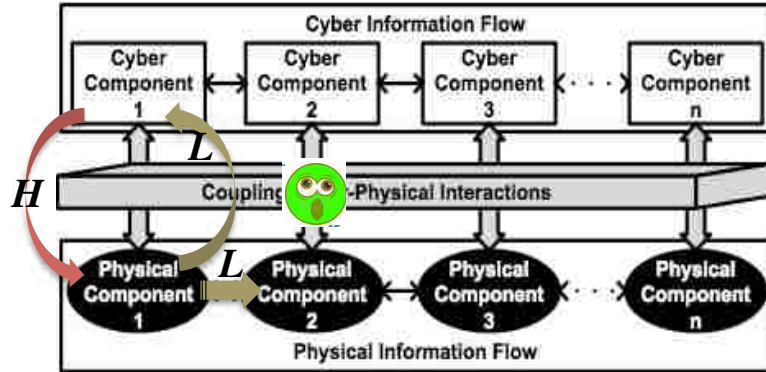 Cyber Information Flow
Cyber
Component
1
Cyber
Component
2
Cyber
Component
3
. . .
Cyber
Component
n
L
H
Coupling -Physical Interactions
L
Physical
Component
1
Physical
Component
2
Physical
Component
3
. . .
Physical
Component
n
Physical Information Flow